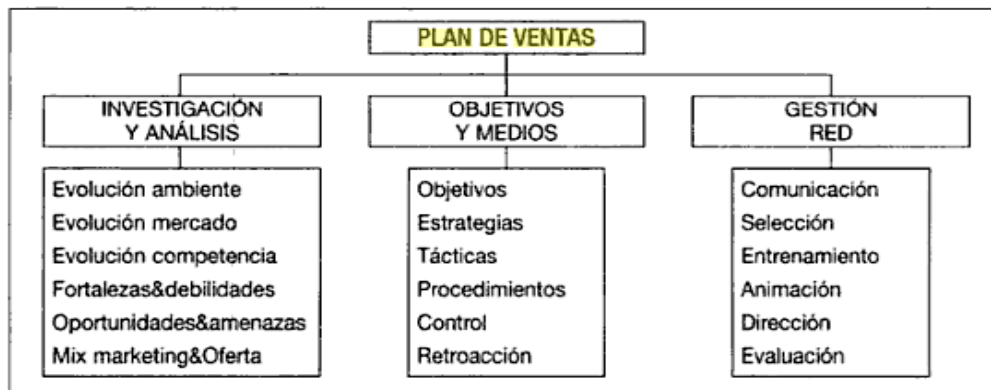 PLAN DE VENTAS
INVESTIGACIÓN
Y ANÁLISIS
Evolución ambiente
Evolución mercado
Evolución competencia
Fortalezas&debilidades
Oportunidades&amenazas
Mix marketing&Oferta
OBJETIVOS
Y MEDIOS
Objetivos
Estrategias
Tácticas
Procedimientos
Control
Retroacción
GESTIÓN
RED
Comunicación
Selección
Entrenamiento
Animación
Dirección
Evaluación